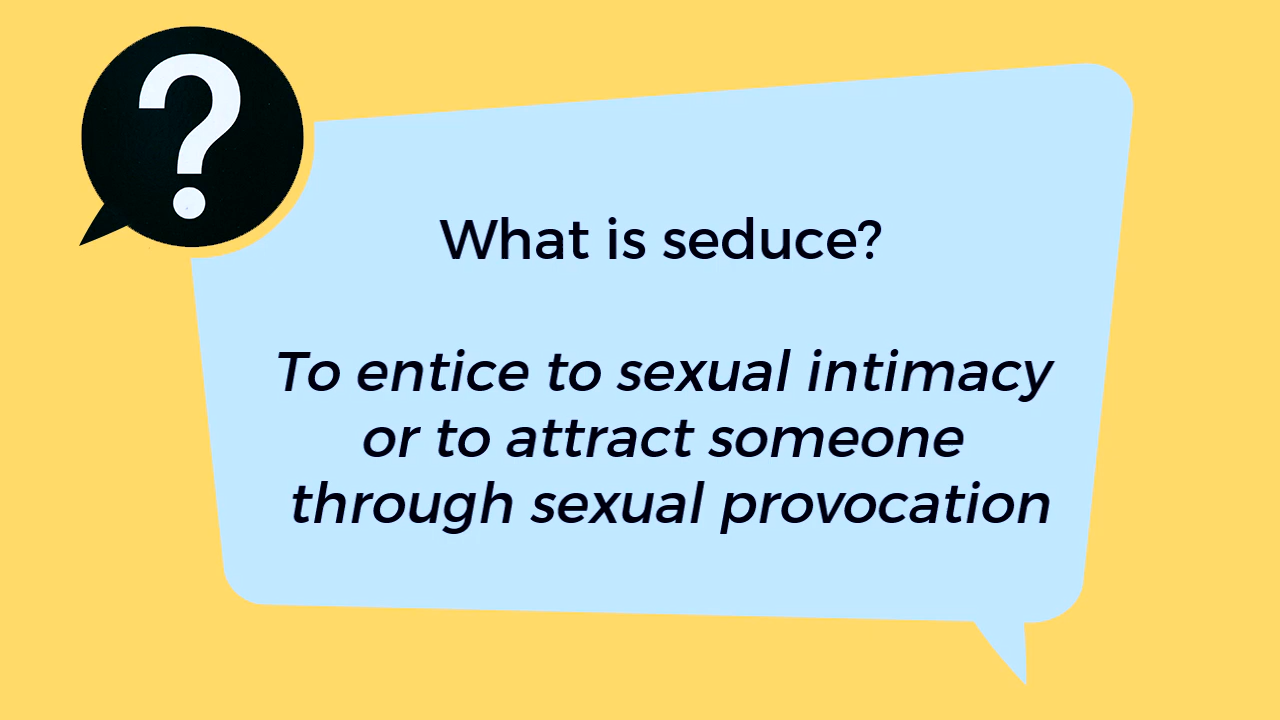 ?
What is seduce?
To entice to sexual intimacy
or to attract someone
through sexual provocation